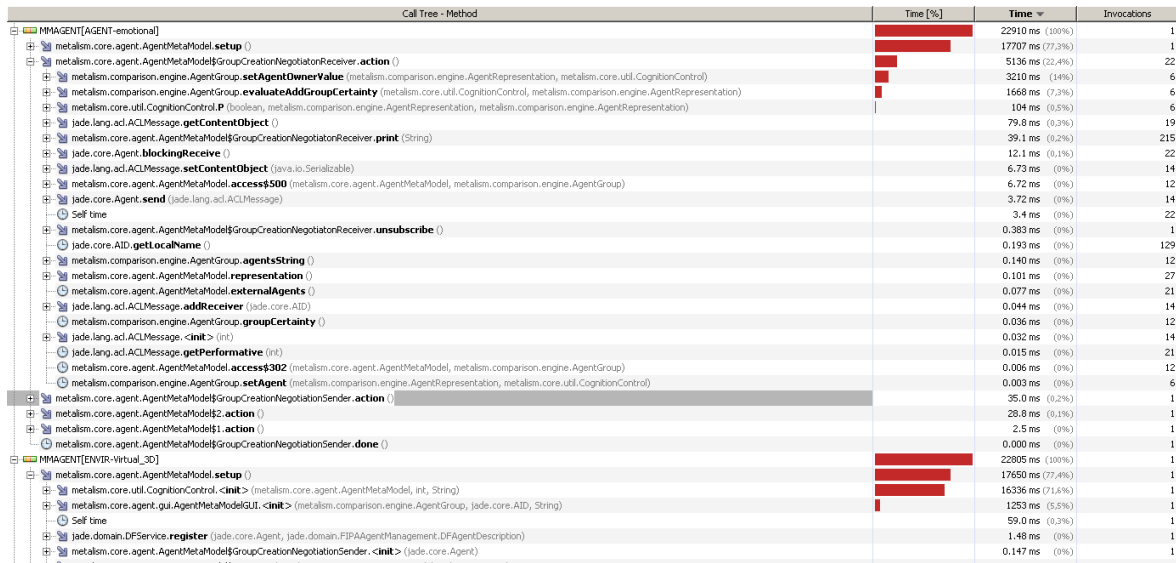 Call Tree - Method Time [%] Time Invocations
MMAGENT[AGENT-emotional] 22910 ms (100%) 1
metalism.core.agent.AgentMetaModel.setup () 17707 ms (77,3%) 1
metalism.core.agent.AgentMetaModel$GroupCreationNegotiatonReceiver.action () 5136 ms (22,4%) 22
metalism.comparison.engine.AgentGroup.setAgentOwnerValue (metalism.comparison.engine.AgentRepresentation, metalism.core.util.CognitionControl) 3210 ms (14%) 6
metalism.comparison.engine.AgentGroup.evaluateAddGroupCertainty (metalism.core.util.CognitionControl, metalism.comparison.engine.AgentRepresentation) 1668 ms (7,3%) 6
metalism.core.util.CognitionControl.P (boolean, metalism.comparison.engine.AgentRepresentation, metalism.comparison.engine.AgentRepresentation) 104 ms (0,5%) 6
jade.lang.acl.ACLMessage.getContentObject () 79.8 ms (0,3%) 19
metalism.core.agent.AgentMetaModel$GroupCreationNegotiatonReceiver.print (String) 39.1 ms (0,2%) 215
jade.core.Agent.blockingReceive () 12.1 ms (0,1%) 22
jade.lang.acl.ACLMessage.setContentObject (java.io.Serializable) 6.73 ms (0%) 14
metalism.core.agent.AgentMetaModel.access$500 (metalism.core.agent.AgentMetaModel, metalism.comparison.engine.AgentGroup) 6.72 ms (0%) 12
jade.core.Agent.send (jade.lang.acl.ACLMessage) 3.72 ms (0%) 14
Self time 3.4 ms (0%) 22
metalism.core.agent.AgentMetaModel$GroupCreationNegotiatonReceiver.unsubscribe () 0.383 ms (0%) 1
jade.core.AID.getLocalName () 0.193 ms (0%) 129
metalism.comparison.engine.AgentGroup.agentsString () 0.140 ms (0%) 12
metalism.core.agent.AgentMetaModel.representation () 0.101 ms (0%) 27
metalism.core.agent.AgentMetaModel.externalAgents () 0.077 ms (0%) 21
jade.lang.acl.ACLMessage.addReceiver (jade.core.AID) 0.044 ms (0%) 14
metalism.comparison.engine.AgentGroup.groupCertainty () 0.036 ms (0%) 12
jade.lang.acl.ACLMessage.<init> (int) 0.032 ms (0%) 14
jade.lang.acl.ACLMessage.getPerformative (int) 0.015 ms (0%) 21
metalism.core.agent.AgentMetaModel.access$302 (metalism.core.agent.AgentMetaModel, metalism.comparison.engine.AgentGroup) 0.006 ms (0%) 12
metalism.comparison.engine.AgentGroup.setAgent (metalism.comparison.engine.AgentRepresentation, metalism.core.util.CognitionControl) 0.003 ms (0%) 6
metalism.core.agent.AgentMetaModel$GroupCreationNegotiationSender.action () 35.0 ms (0,2%) 1
metalism.core.agent.AgentMetaModel$2.action () 28.8 ms (0,1%) 1
metalism.core.agent.AgentMetaModel$1.action () 2.5 ms (0%) 1
metalism.core.agent.AgentMetaModel$GroupCreationNegotiationSender.done () 0.000 ms (0%) 1
MMAGENT[ENVIR-Virtual_3D] 22805 ms (100%) 1
metalism.core.agent.AgentMetaModel.setup () 17650 ms (77,4%) 1
metalism.core.util.CognitionControl.<init> (metalism.core.agent.AgentMetaModel, int, String) 16336 ms (71,6%) 1
metalism.core.agent.gui.AgentMetaModelGUI.<init> (metalism.comparison.engine.AgentGroup, jade.core.AID, String) 1253 ms (5,5%) 1
Self time 59.0 ms (0,3%) 1
jade.domain.DFService.register (jade.core.Agent, jade.domain.FIPAAgentManagement.DFAgentDescription) 1.48 ms (0%) 1
metalism.core.agent.AgentMetaModel$GroupCreationNegotiationSender.<init> (jade.core.Agent) 0.147 ms (0%) 1